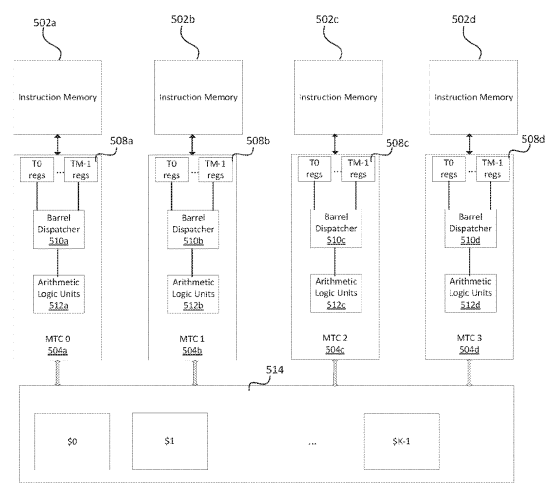 502a 502b 502c 502d
Instruction Memory Instruction Memory Instruction Memory Instruction Memory
508a 508b 508c 508d
T0 ... TM-1 T0 ... TM-1 T0 ... TM-1 T0 ... TM-1
regs regs regs regs regs regs regs regs
Barrel Barrel Barrel Barrel
Dispatcher Dispatcher Dispatcher Dispatcher
510a 510b 510c 510d
Arithmetic Arithmetic Arithmetic Arithmetic
Logic Units Logic Units Logic Units Logic Units
512a 512b 512c 512d
MTC 0 MTC 1 MTC 2 MTC 3
504a 504b 504c 504d
514
$0 $1 ... $K-1